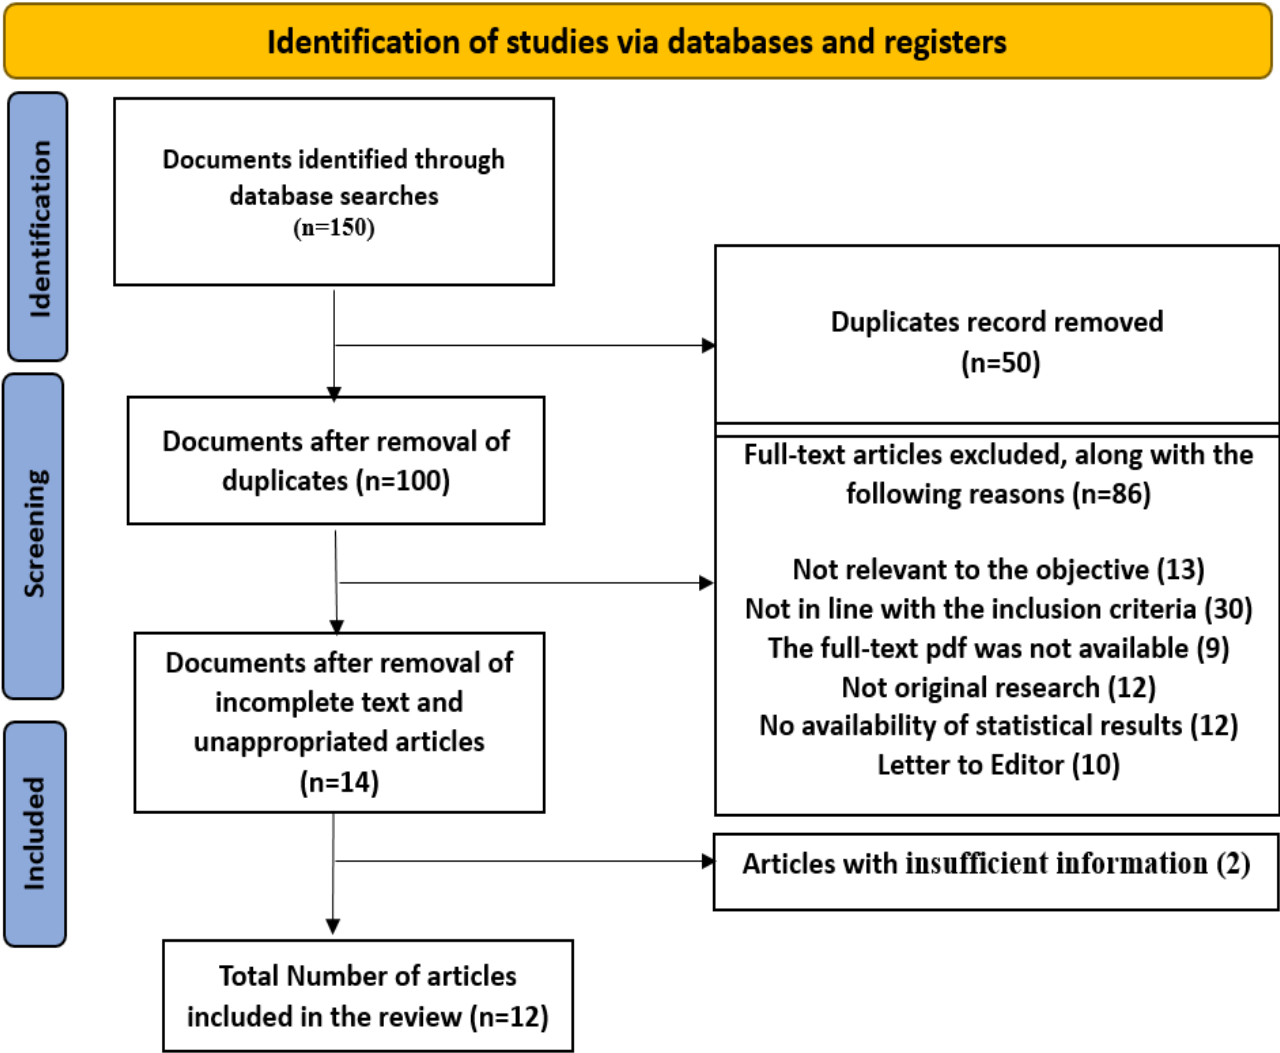 Identification of studies via databases and registers
Identification
Documents identified through
database searches
(n=150)
Duplicates record removed
(n=50)
Screening
Documents after removal of
duplicates (n=100)
Full-text articles excluded, along with the
following reasons (n=86)
Not relevant to the objective (13)
Not in line with the inclusion criteria (30)
The full-text pdf was not available (9)
Not original research (12)
No availability of statistical results (12)
Letter to Editor (10)
Documents after removal of
incomplete text and
unappropriated articles
(n=14)
Included
Articles with insufficient information (2)
Total Number of articles
included in the review (n=12)